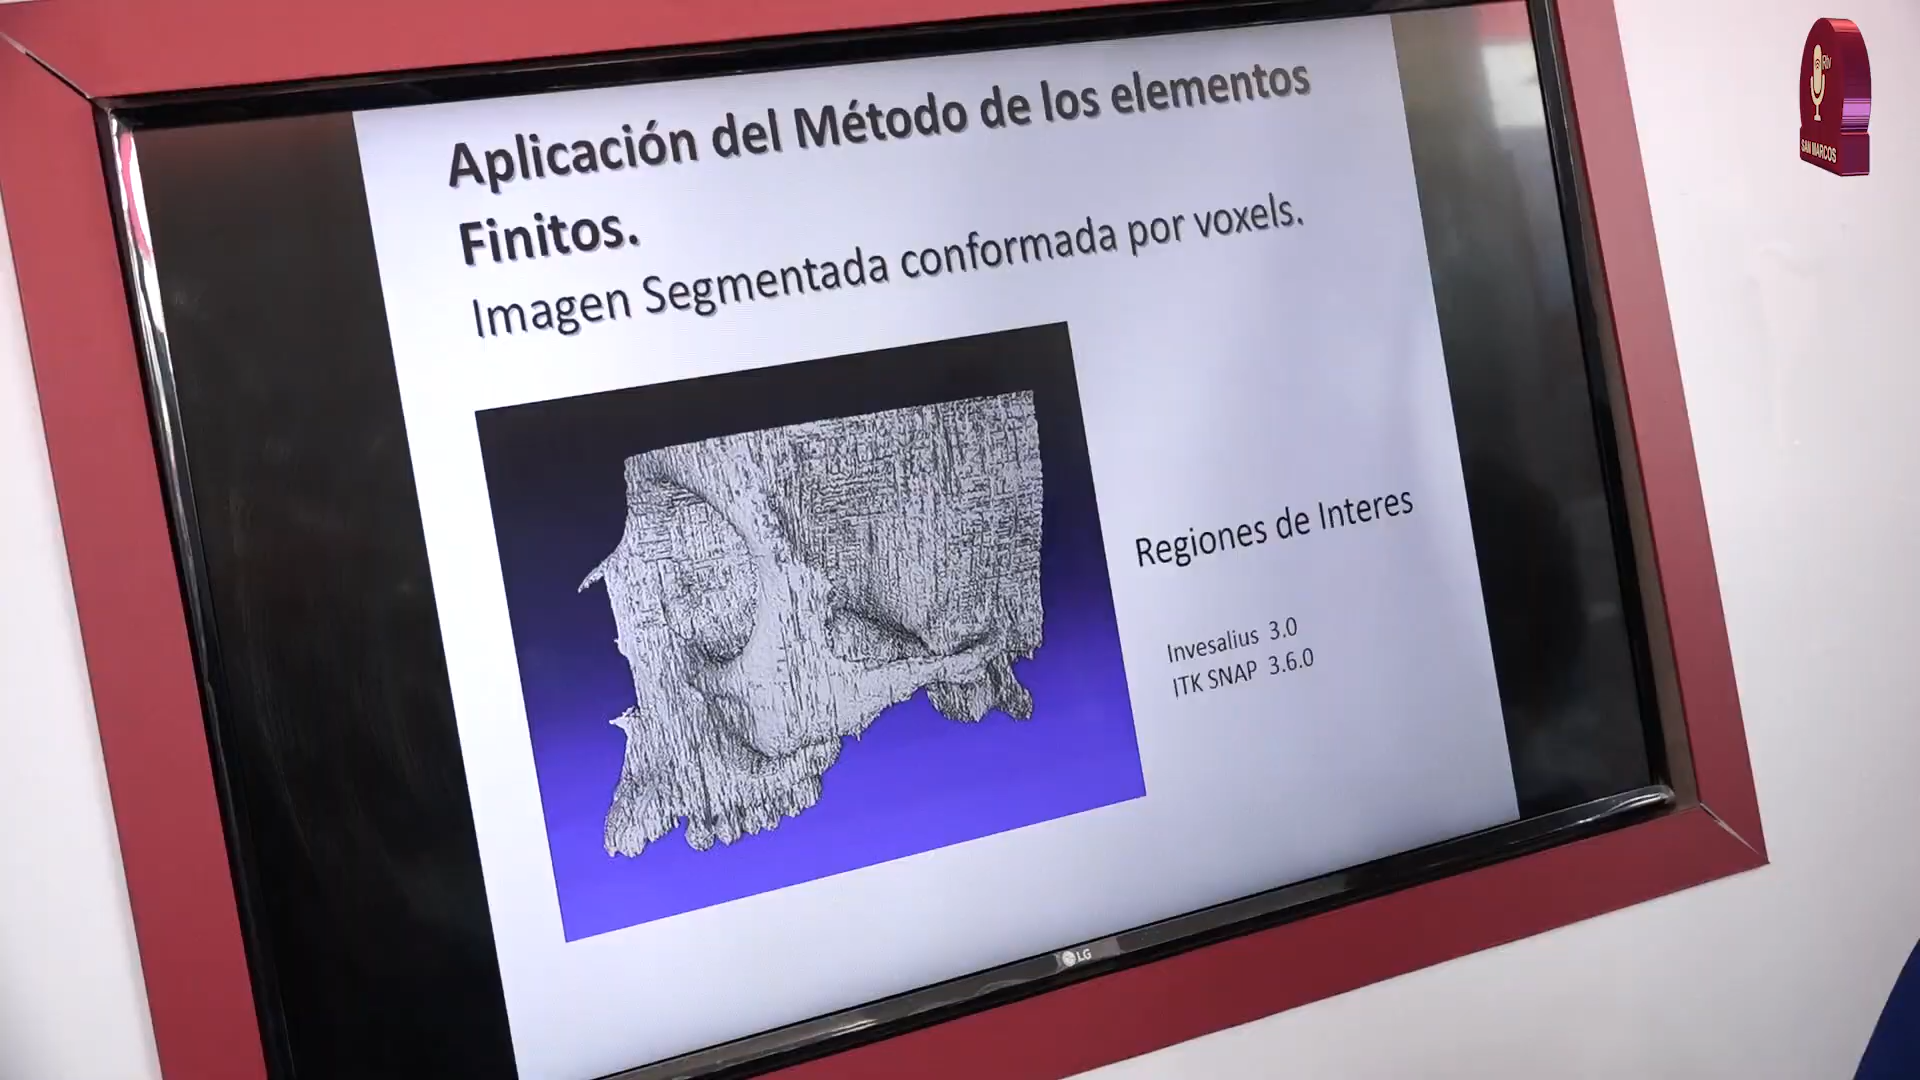 Aplicación del Método de los elementos
Finitos.
Imagen Segmentada conformada por voxels.
Regiones de Interes
Invesalius 3.0
ITK SNAP 3.6.0
LG
Rtv
SAN MARCOS